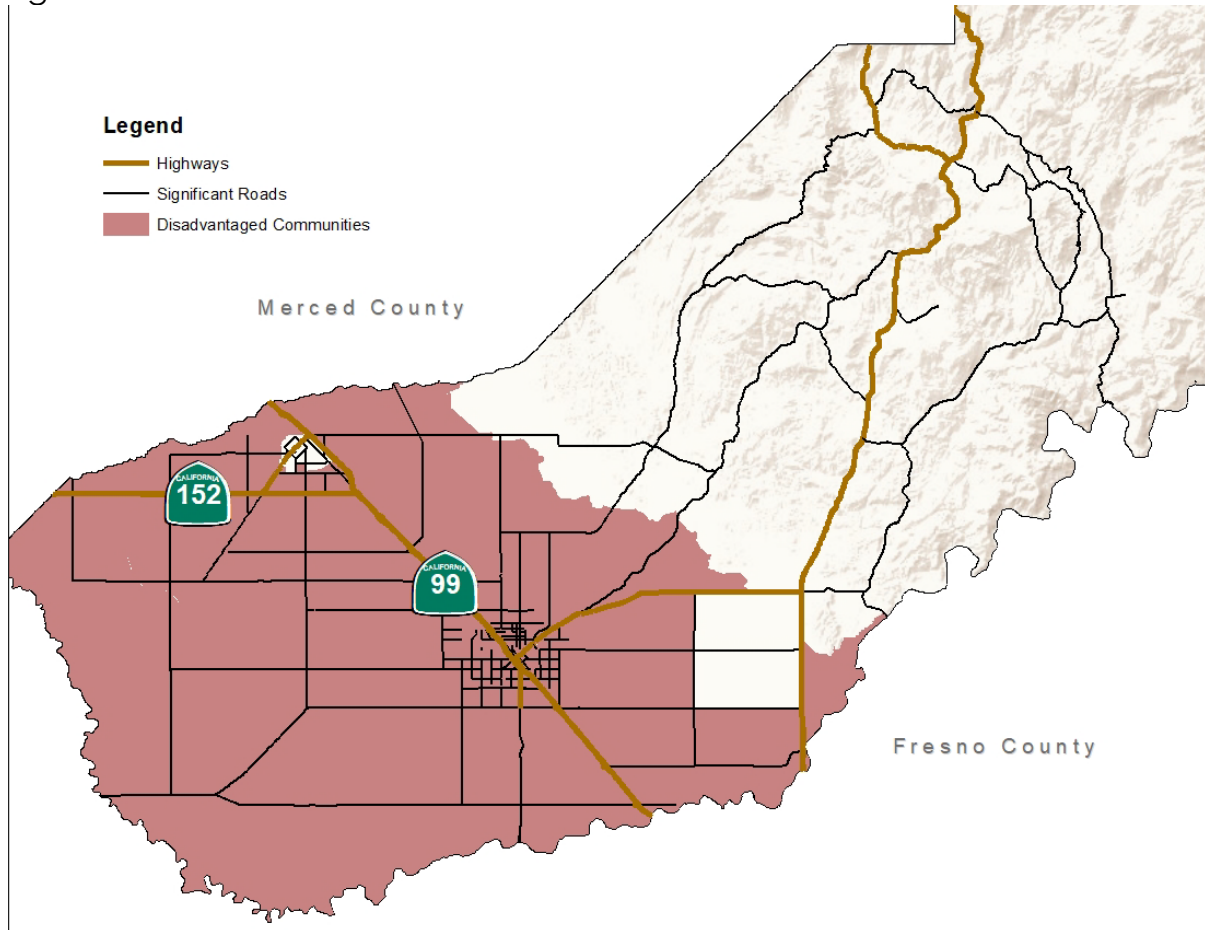 Legend
Highways
Significant Roads
Disadvantaged Communities
Merced County
CALIFORNIA
152
CALIFORNIA
99
Fresno County